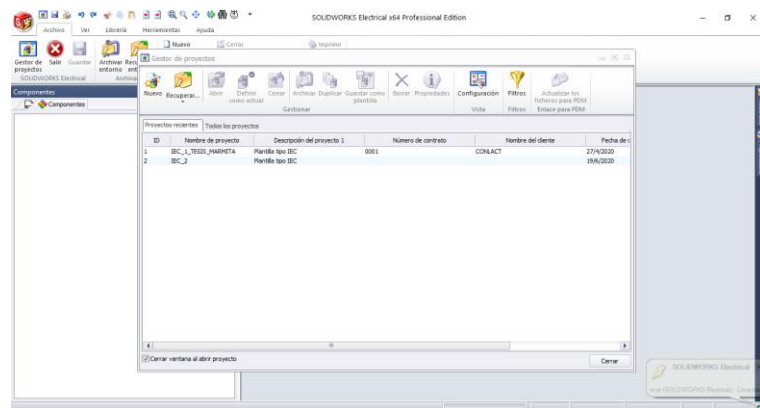 SOLIDWORKS Electrical x64 Professional Edition
Archivo Ver Librería Herramientas Ayuda
Gestor de proyectos Salir Guardar Archivar entorno
Nuevo Cerrar Imprimir
SOLIDWORKS Electrical
Componentes
Componentes
Gestor de proyectos
Nuevo Recuperar... Abrir Definir como actual Cerrar Archivar Duplicar Guardar como plantilla Borrar Propiedades Configuración Filtros Actualizar los ficheros para PDM
Gestionar Vista Filtros Enlace para PDM
Proyectos recientes Todos los proyectos
ID Nombre de proyecto Descripción del proyecto 1 Número de contrato Nombre del cliente Fecha de c
1 IEC_1_TESIS_MARMITA Plantilla tipo IEC 0001 CONLACT 27/4/2020
2 IEC_2 Plantilla tipo IEC 19/6/2020
Cerrar ventana al abrir proyecto Cerrar
SOLIDWORKS Electrical